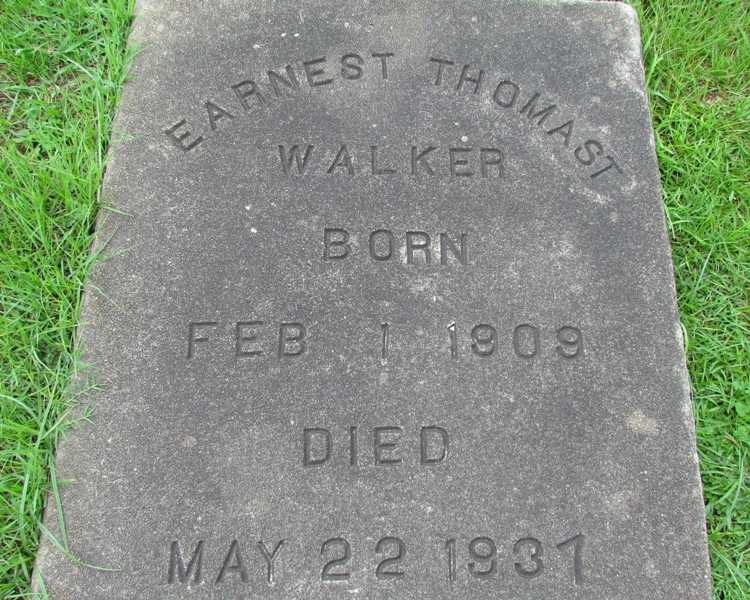 EARNEST THOMAST
WALKER
BORN
FEB 1 1909
DIED
MAY 22 1937